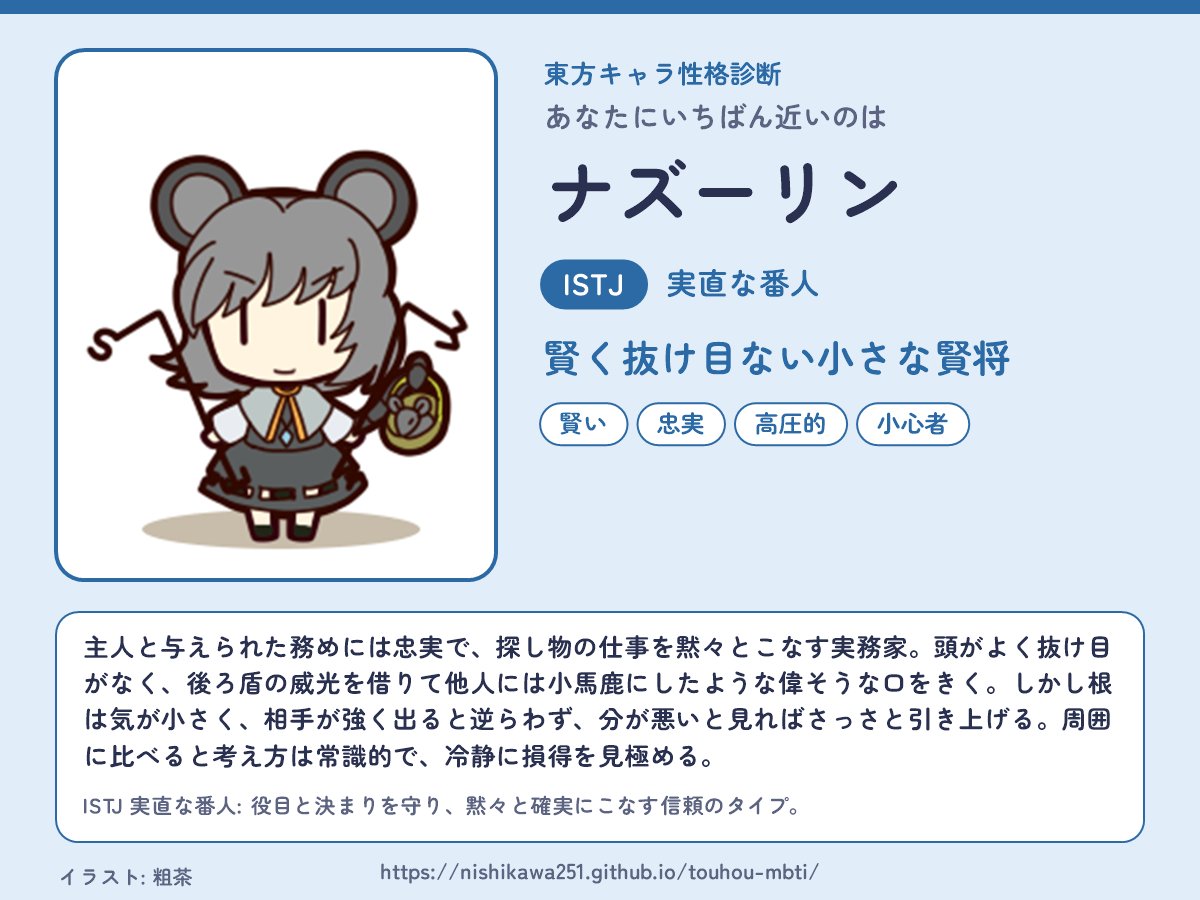 東方キャラ性格診断
あなたにいちばん近いのは
ナズーリン
ISTJ 実直な番人
賢く抜け目ない小さな賢将
賢い 忠実 高圧的 小心者
主人と与えられた務めには忠実で、探し物の仕事を黙々とこなす実務家。頭がよく抜け目
がなく、後ろ盾の威光を借りて他人には小馬鹿にしたような偉そうな口をきく。しかし根
は気が小さく、相手が強く出ると逆らわず、分が悪いと見ればさっさと引き上げる。周囲
に比べると考え方は常識的で、冷静に損得を見極める。
ISTJ 実直な番人: 役目と決まりを守り、黙々と確実にこなす信頼のタイプ。
イラスト: 粗茶
https://nishikawa251.github.io/touhou-mbti/